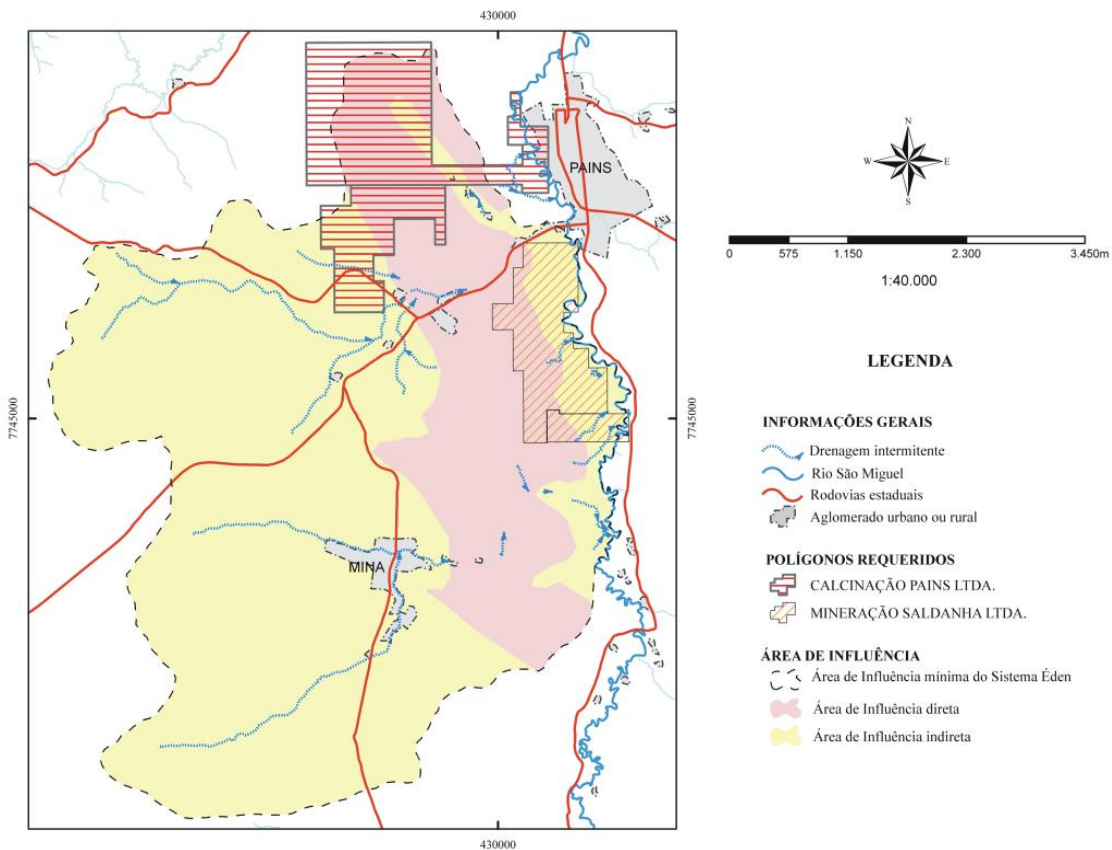 430000
PAINS
7745000
7745000
MINA
430000
N
W
E
S
0 575 1.150 2.300 3.450m
1:40.000
LEGENDA
INFORMAÇÕES GERAIS
Drenagem intermitente
Rio São Miguel
Rodovias estaduais
Aglomerado urbano ou rural
POLÍGONOS REQUERIDOS
CALCINAÇÃO PAINS LTDA.
MINERAÇÃO SALDANHA LTDA.
ÁREA DE INFLUÊNCIA
Área de Influência mínima do Sistema Éden
Área de Influência direta
Área de Influência indireta